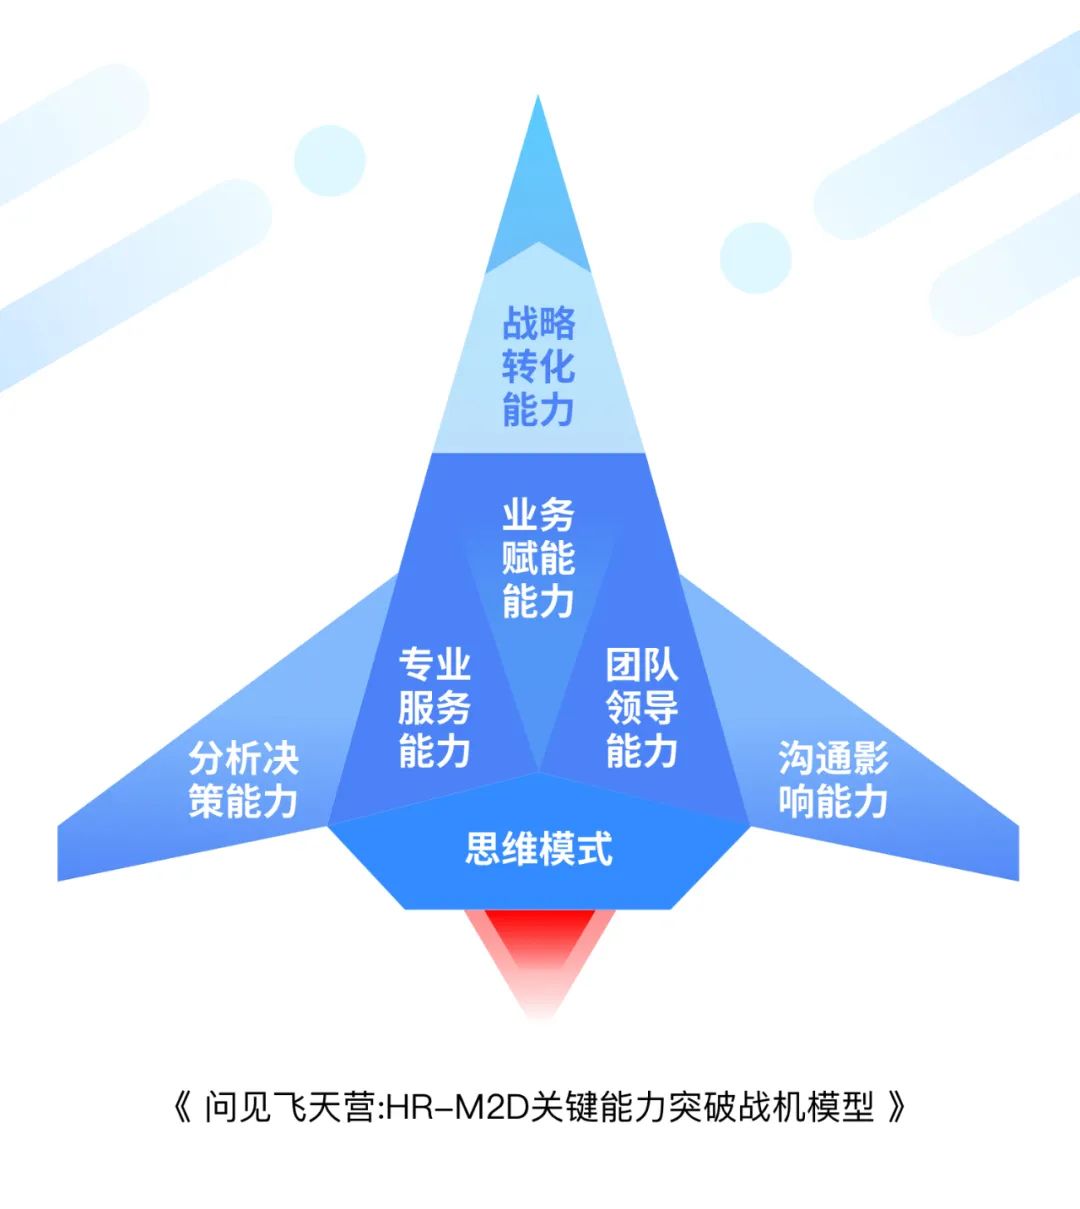 战略
转化
能力
业务
赋能
能力
专业
服务
能力
团队
领导
能力
分析决
策能力
沟通影
响能力
思维模式
《 问见飞天营:HR-M2D关键能力突破战机模型 》